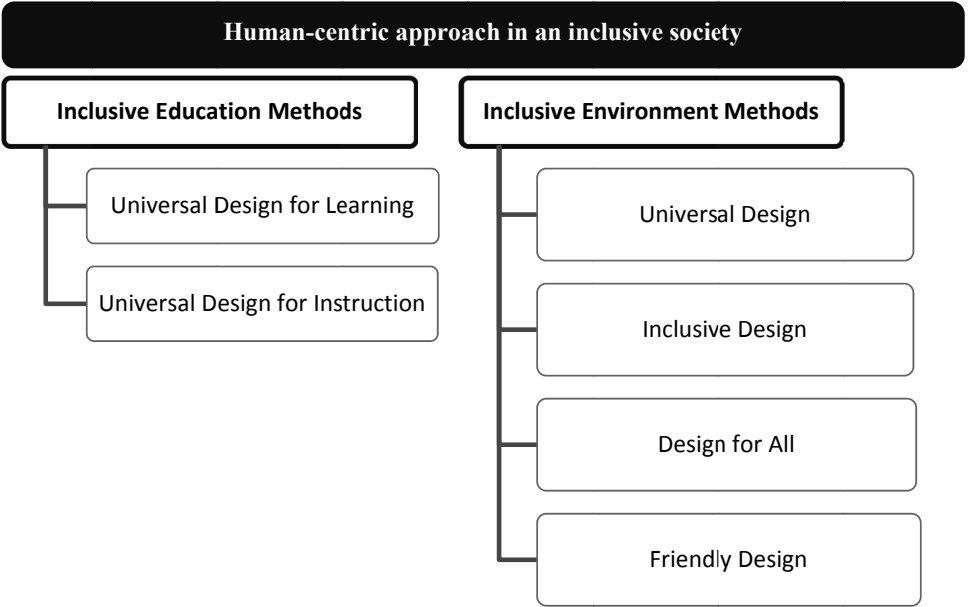 Human-centric approach in an inclusive society
Inclusive Education Methods
Universal Design for Learning
Universal Design for Instruction
Inclusive Environment Methods
Universal Design
Inclusive Design
Design for All
Friendly Design